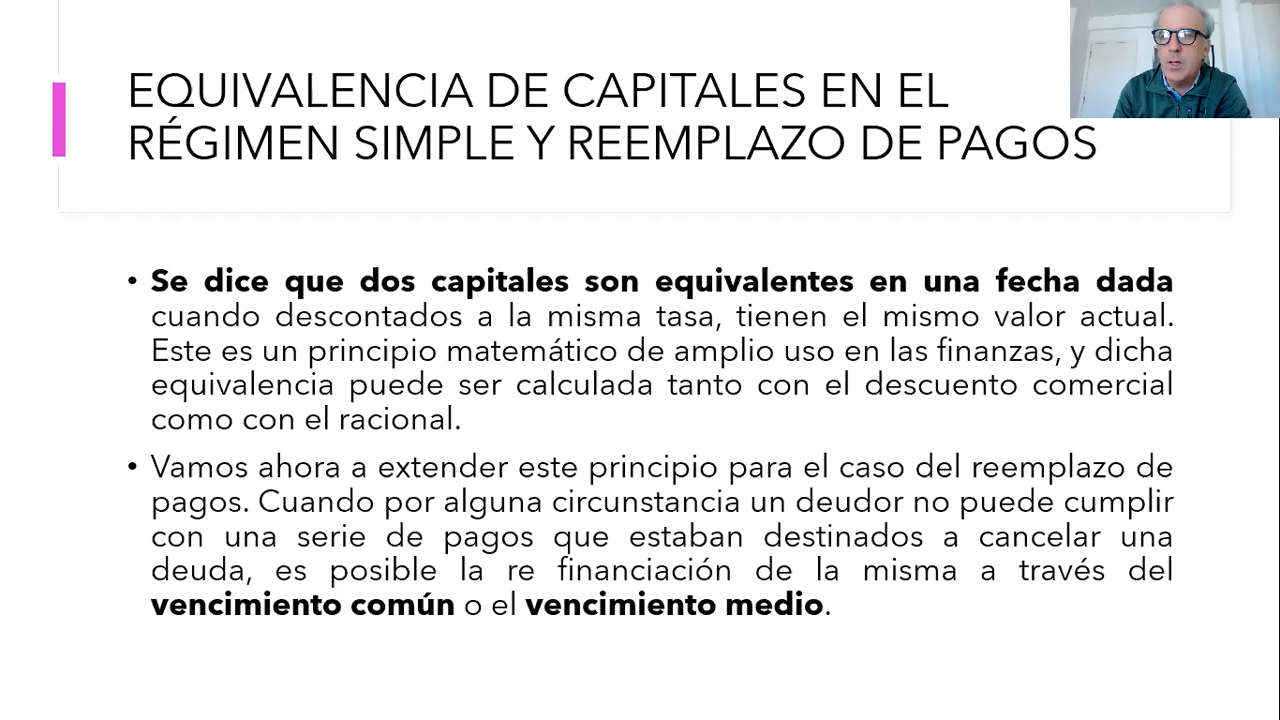 EQUIVALENCIA DE CAPITALES EN EL
RÉGIMEN SIMPLE Y REEMPLAZO DE PAGOS
• Se dice que dos capitales son equivalentes en una fecha dada
cuando descontados a la misma tasa, tienen el mismo valor actual.
Este es un principio matemático de amplio uso en las finanzas, y dicha
equivalencia puede ser calculada tanto con el descuento comercial
como con el racional.
• Vamos ahora a extender este principio para el caso del reemplazo de
pagos. Cuando por alguna circunstancia un deudor no puede cumplir
con una serie de pagos que estaban destinados a cancelar una
deuda, es posible la re financiación de la misma a través del
vencimiento común o el vencimiento medio.